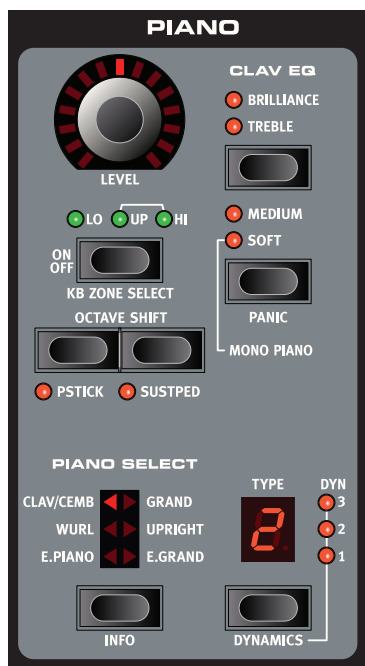 PIANO
CLAV EQ
BRILLIANCE
TREBLE
LEVEL
LO UP HI
MEDIUM
SOFT
ON
OFF
KB ZONE SELECT
PANIC
OCTAVE SHIFT
MONO PIANO
PSTICK SUSTPED
PIANO SELECT
TYPE DYN
CLAV/CEMB GRAND
3
WURL UPRIGHT
2
2
E.PIANO E.GRAND
1
INFO
DYNAMICS